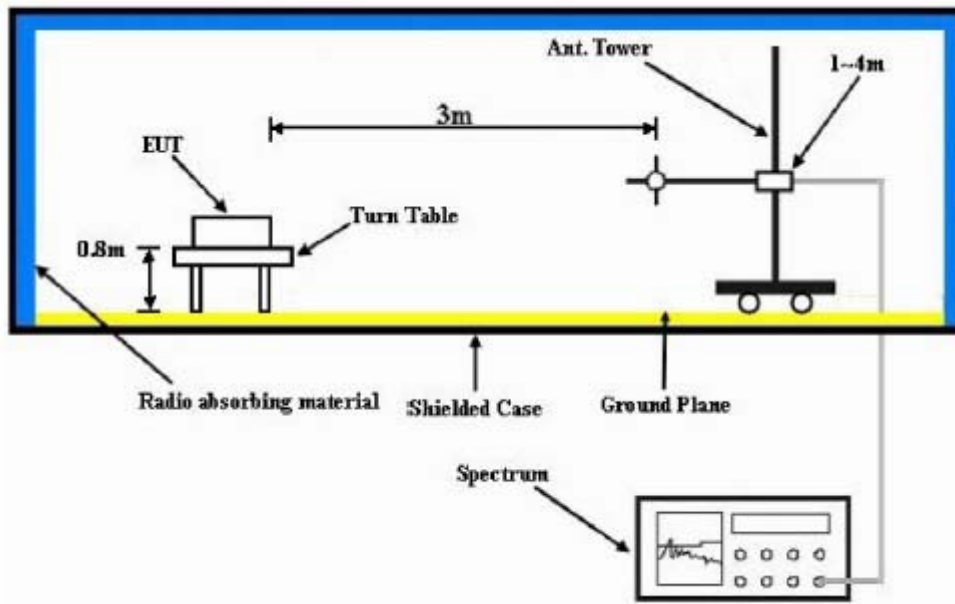 Ant. Tower
1~4m
3m
EUT
Turn Table
0.8m
Radio absorbing material
Shielded Case
Ground Plane
Spectrum